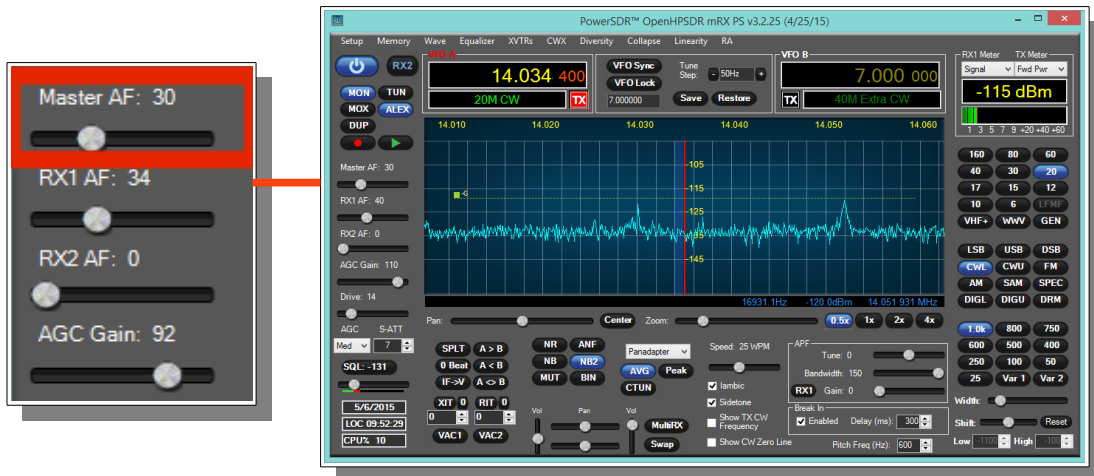 Master AF: 30
RX1 AF: 34
RX2 AF: 0
AGC Gain: 92
PowerSDR™ OpenHPSDR mRX PS v3.2.25 (4/25/15)
Setup Memory Wave Equalizer XVTRs CWX Diversity Collapse Linearity RA
RX2
MON TUN
MOX ALEX
DUP
VFO A
14.034 400
20M CW TX
VFO Sync
VFO Lock
7.000000
Tune Step: - 50Hz +
Save Restore
VFO B
7.000 000
TX 40M Extra CW
RX1 Meter TX Meter
Signal Fwd Pwr
-115 dBm
1 3 5 7 9 +20 +40 +60
14.010 14.020 14.030 14.040 14.050 14.060
-105
-115
-125
-135
-145
-G
16931.1Hz -120.0dBm 14.051 931 MHz
Master AF: 30
RX1 AF: 40
RX2 AF: 0
AGC Gain: 110
Drive: 14
AGC S-ATT
Med 7
SQL: -131
5/6/2015
LOC 09:52:29
CPU% 10
160 80 60
40 30 20
17 15 12
10 6 LFMF
VHF+ WWV GEN
LSB USB DSB
CWL CWU FM
AM SAM SPEC
DIGL DIGU DRM
1.0k 800 750
600 500 400
250 100 50
25 Var 1 Var 2
Width:
Shift: Reset
Low -1100 High -100
Pan: Center Zoom: 0.5x 1x 2x 4x
SPLT A > B
0 Beat A < B
IF->V A <> B
XIT 0 RIT 0
0 0
VAC1 VAC2
NR ANF
NB NB2
MUT BIN
Panadapter
AVG Peak
CTUN
Vol Pan Vol
MultiRX
Swap
Speed: 25 WPM
Iambic
Sidetone
Show TX CW Frequency
Show CW Zero Line
APF
Tune: 0
Bandwidth: 150
RX1 Gain: 0
Break In
Enabled Delay (ms): 300
Pitch Freq (Hz): 600